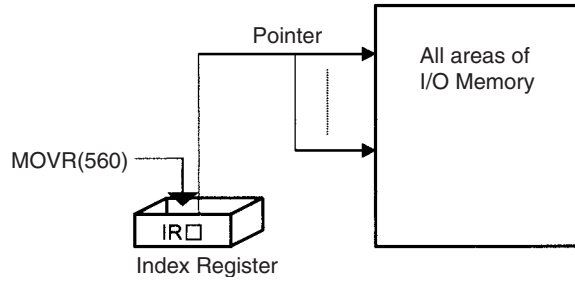 Pointer
All areas of
I/O Memory
MOVR(560)
IR□
Index Register